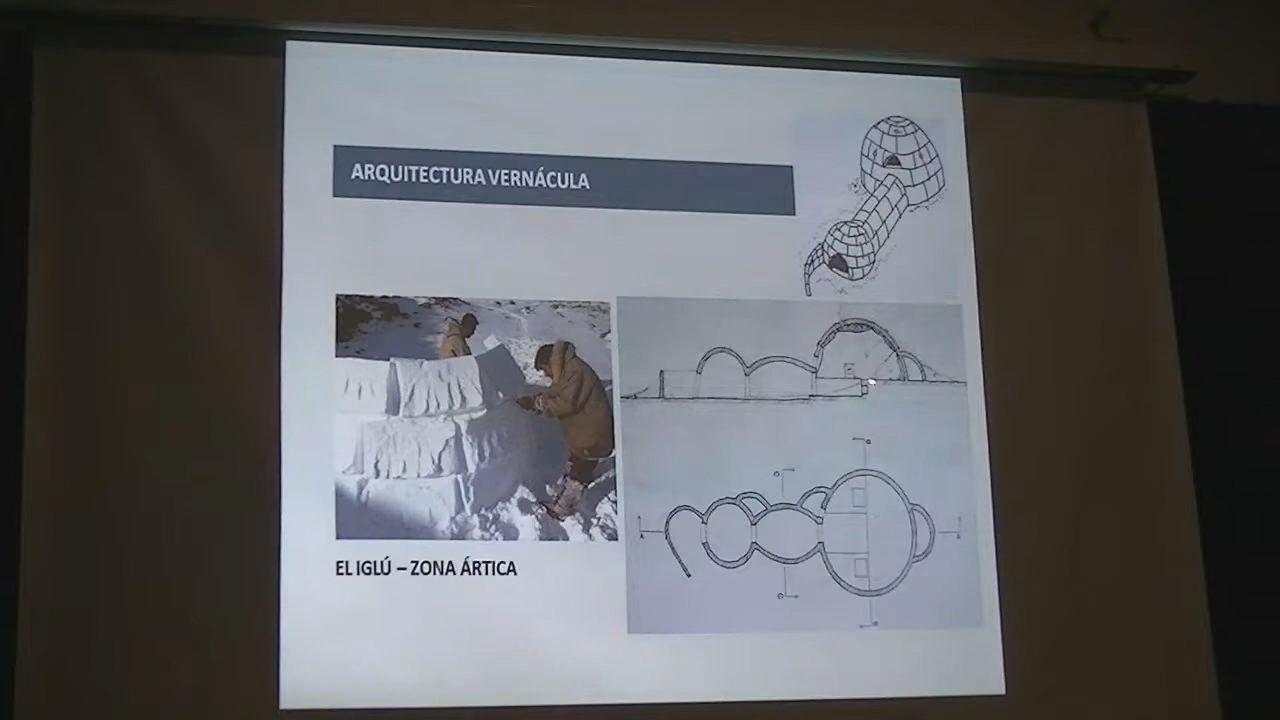 ARQUITECTURA VERNÁCULA
EL IGLÚ – ZONA ÁRTICA